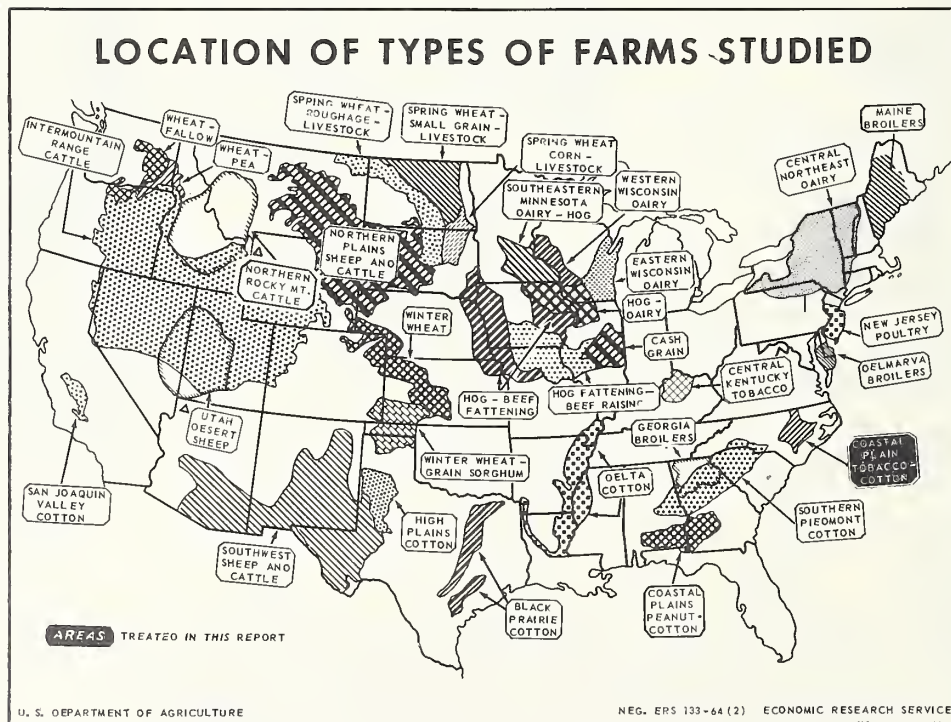 LOCATION OF TYPES OF FARMS STUDIED
SPRING WHEAT -
ROUGHAGE -
LIVESTOCK
SPRING WHEAT -
SMALL GRAIN -
LIVESTOCK
MAINE
BROILERS
INTERMOUNTAIN
RANGE
CATTLE
WHEAT -
FALLOW
WHEAT -
PEA
SPRING WHEAT
CORN -
LIVESTOCK
CENTRAL
NORTHEAST
DAIRY
SOUTHEASTERN
MINNESOTA
DAIRY - HOG
WESTERN
WISCONSIN
DAIRY
NORTHERN
PLAINS
SHEEP AND
CATTLE
EASTERN
WISCONSIN
DAIRY
NORTHERN
ROCKY MT.
CATTLE
HOG -
DAIRY
WINTER
WHEAT
CASH
GRAIN
NEW JERSEY
POULTRY
DELMARVA
BROILERS
CENTRAL
KENTUCKY
TOBACCO
HOG - BEEF
FATTENING
HOG FATTENING-
BEEF RAISING
UTAH
DESERT
SHEEP
GEORGIA
BROILERS
WINTER WHEAT -
GRAIN SORGHUM
DELTA
COTTON
COASTAL
PLAIN
TOBACCO-
COTTON
SAN JOAQUIN
VALLEY
COTTON
HIGH
PLAINS
COTTON
SOUTHERN
PIEDMONT
COTTON
SOUTHWEST
SHEEP AND
CATTLE
BLACK
PRAIRIE
COTTON
COASTAL
PLAINS
PEANUT-
COTTON
AREAS TREATED IN THIS REPORT
U. S. DEPARTMENT OF AGRICULTURE
NEG. ERS 133-64 (2) ECONOMIC RESEARCH SERVICE